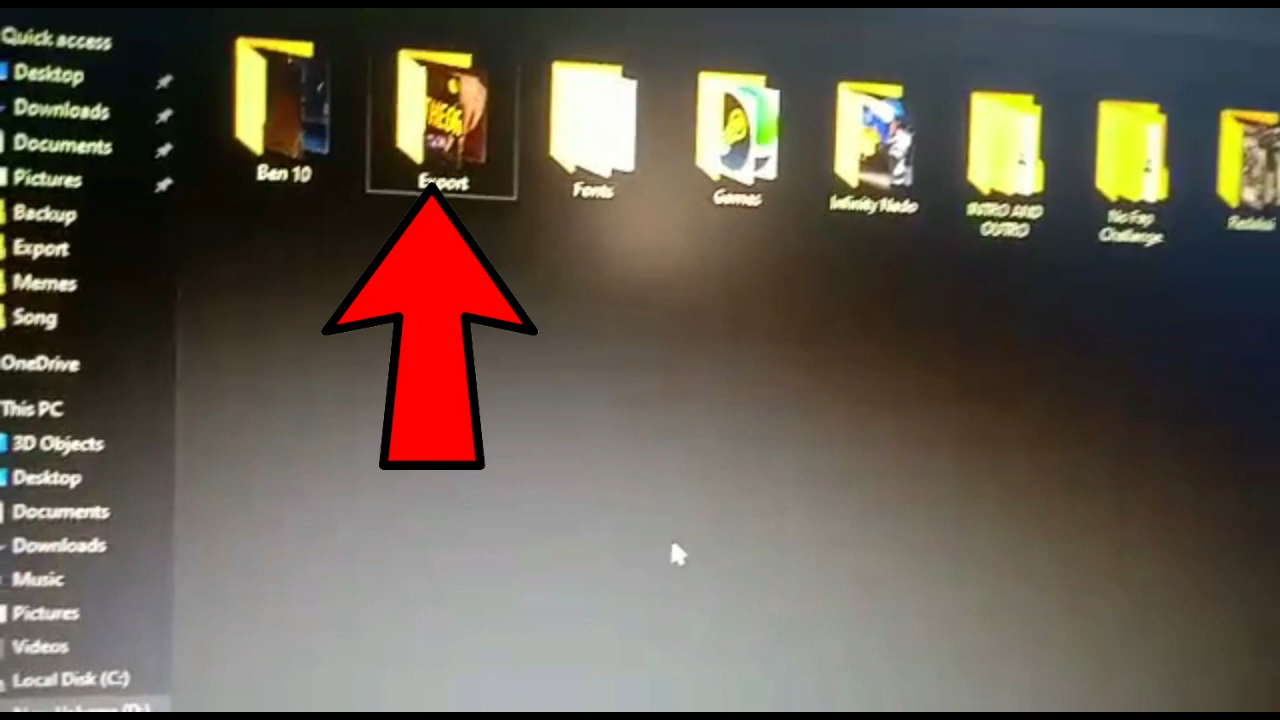 Quick access
Desktop
Downloads
Documents
Pictures
Backup
Export
Memes
Song
OneDrive
This PC
3D Objects
Desktop
Documents
Downloads
Music
Pictures
Videos
Local Disk (C:)
Ben 10
Export
Fonts
Games
Infinity Nado
INTRO AND
OUTRO
No Fap
Challenge